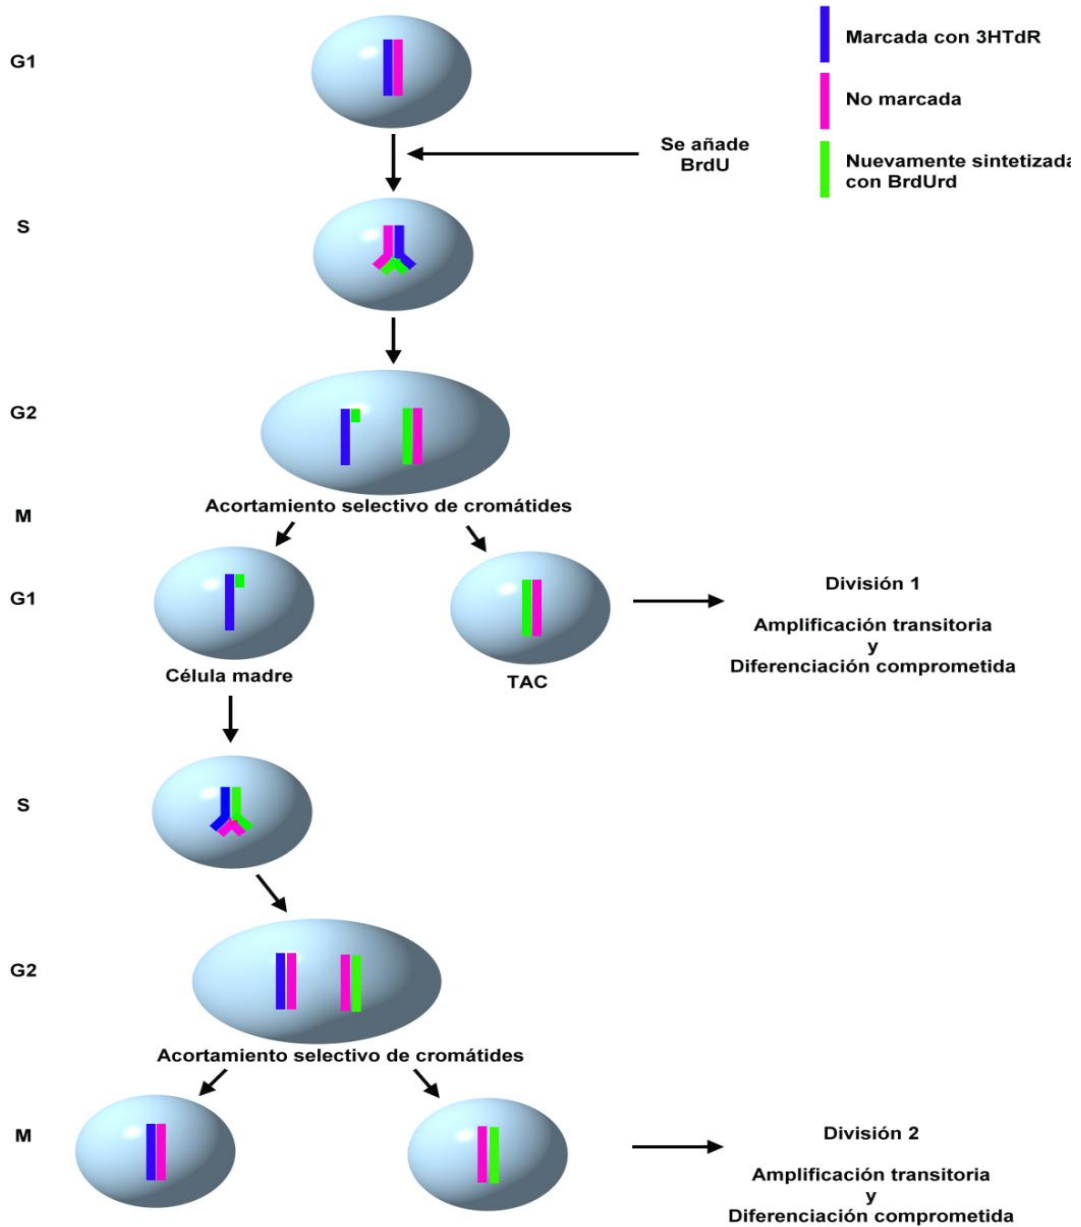 G1
Marcada con 3HTdR
No marcada
Se añade
BrdU
Nuevamente sintetizada
con BrdUrd
S
G2
Acortamiento selectivo de cromátides
M
G1
División 1
Amplificación transitoria
y
Diferenciación comprometida
Célula madre
TAC
S
G2
Acortamiento selectivo de cromátides
M
División 2
Amplificación transitoria
y
Diferenciación comprometida